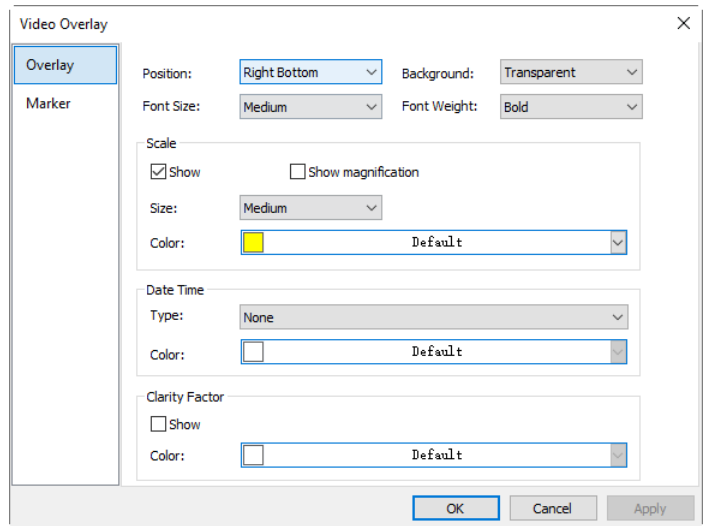 Video Overlay
Overlay
Marker
Position: Right Bottom Background: Transparent
Font Size: Medium Font Weight: Bold
Scale
Show Show magnification
Size: Medium
Color: Default
Date Time
Type: None
Color: Default
Clarity Factor
Show
Color: Default
OK Cancel Apply